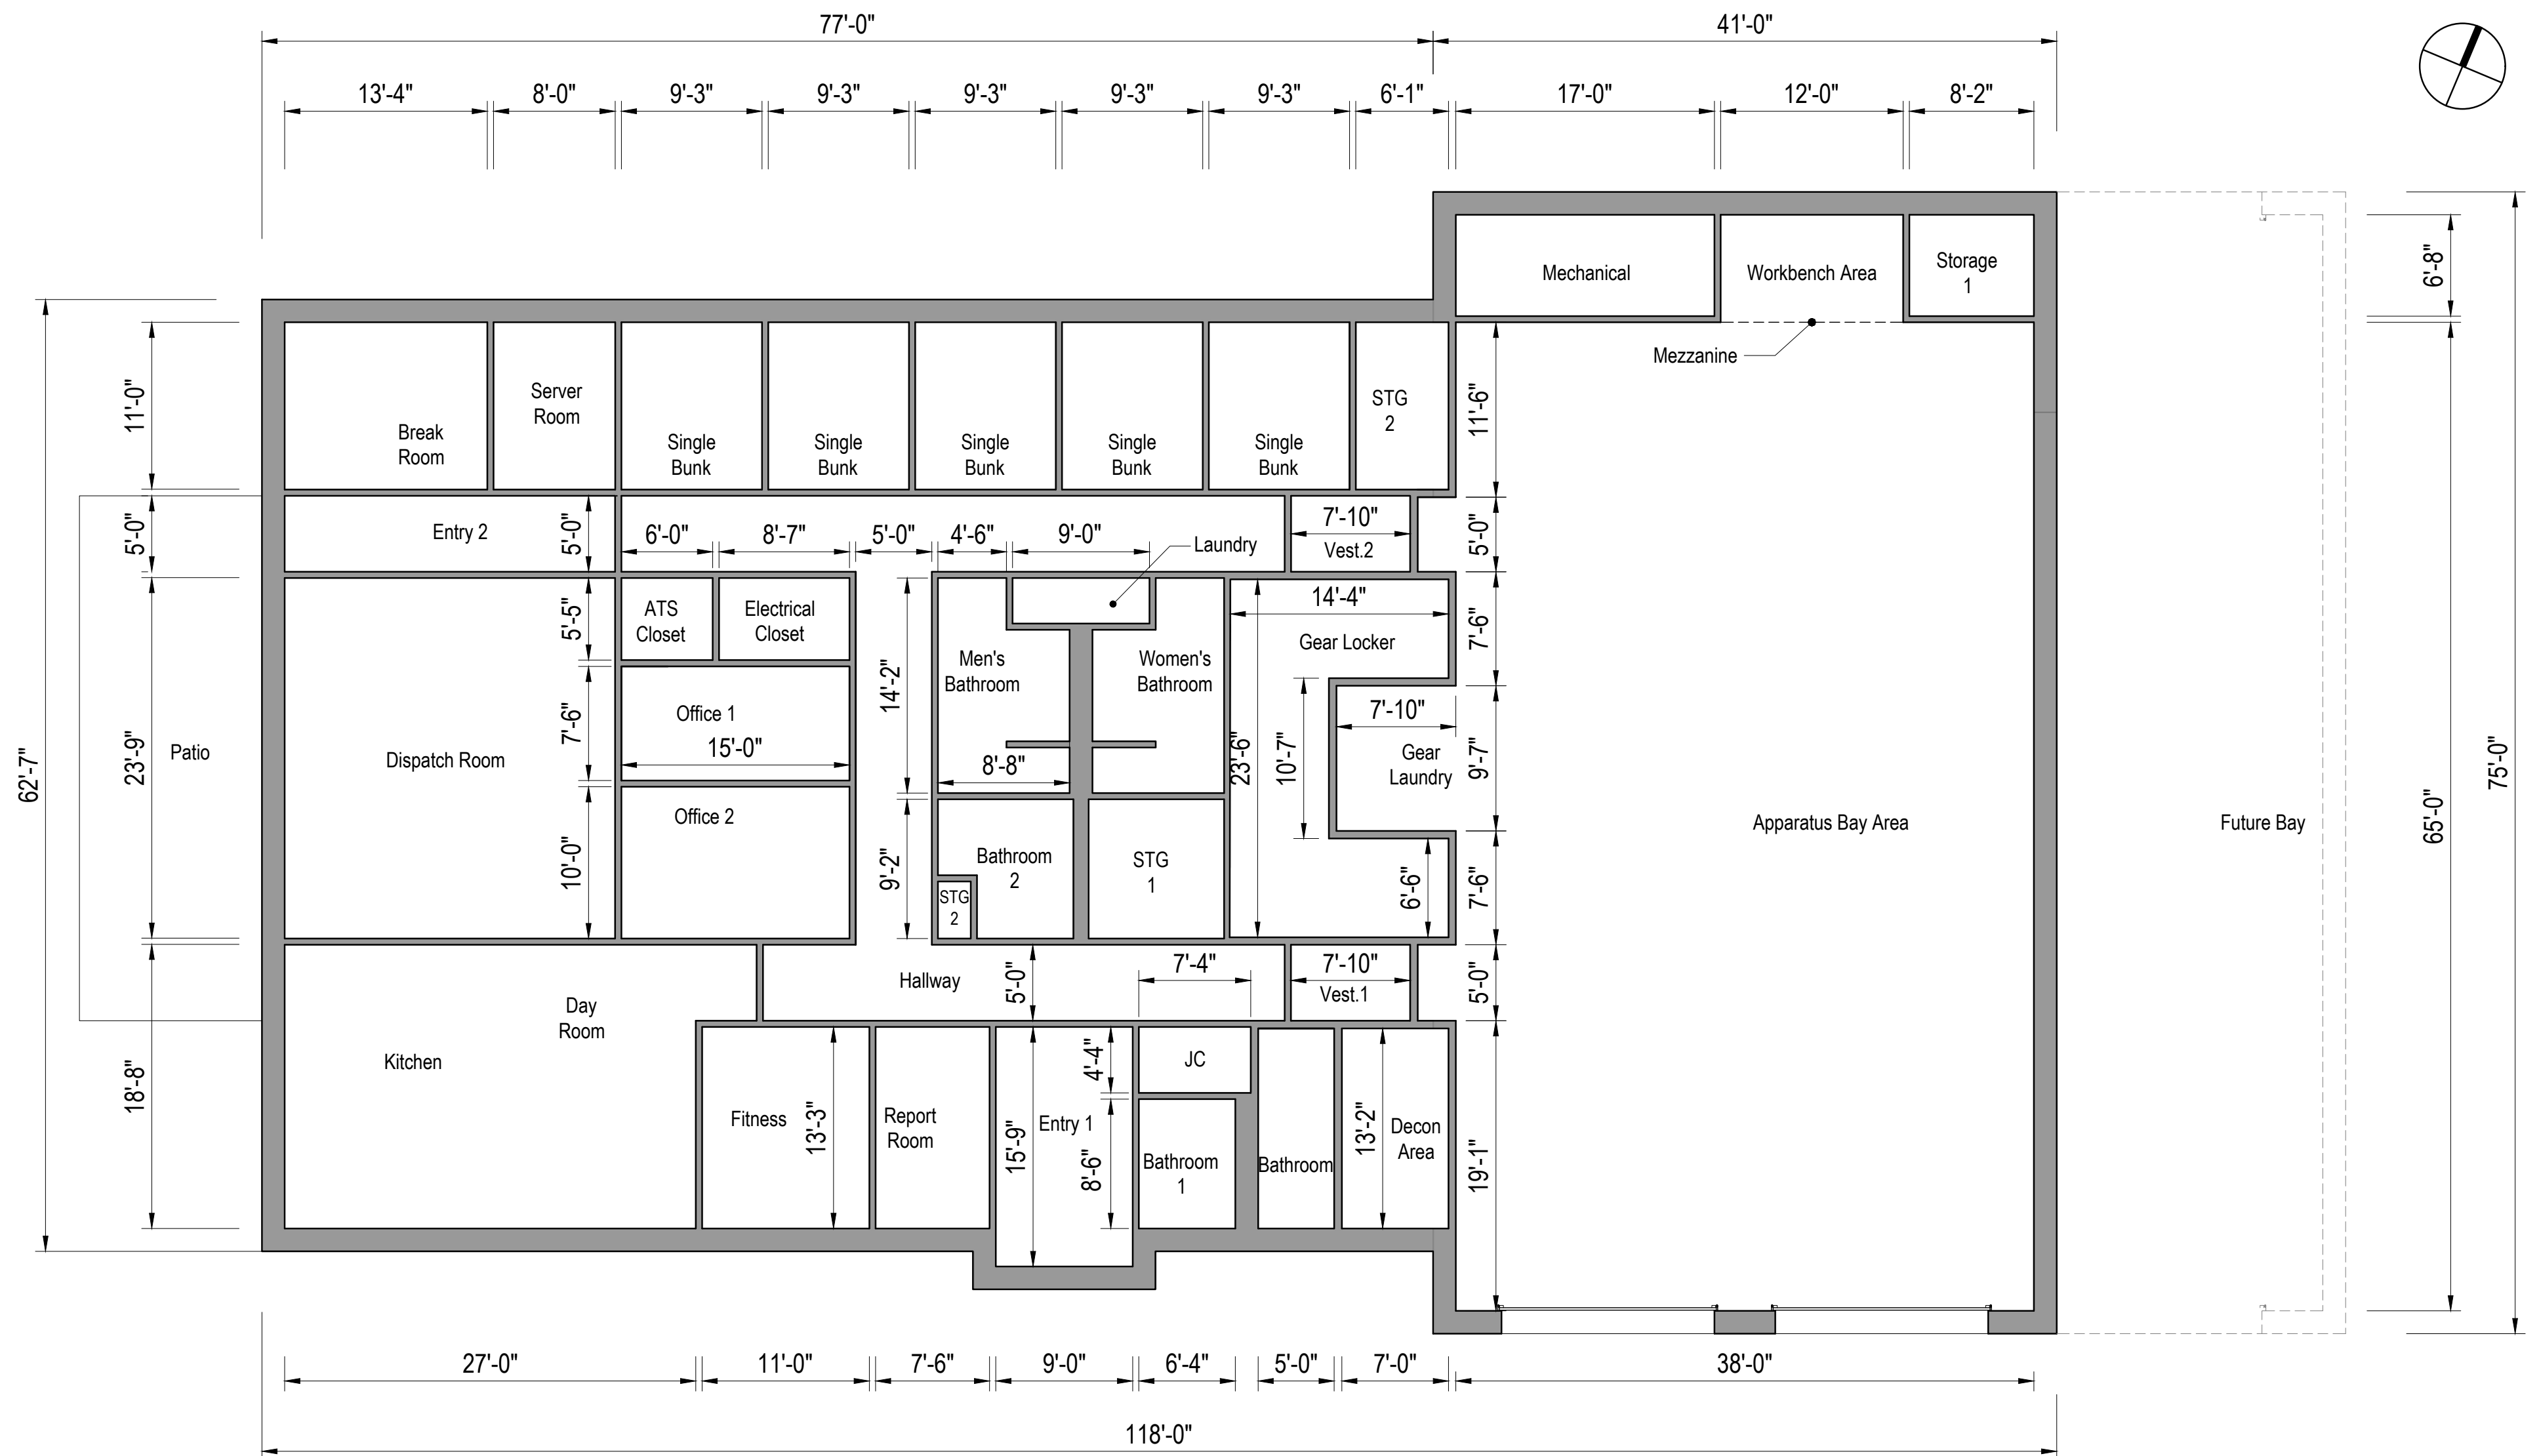 77'-0" 41'-0"
13'-4" 8'-0" 9'-3" 9'-3" 9'-3" 9'-3" 9'-3" 6'-1" 17'-0" 12'-0" 8'-2"
Mechanical
Workbench Area
Storage
1
6'-8"
Mezzanine
11'-0"
Break
Room
Server
Room
Single
Bunk
Single
Bunk
Single
Bunk
Single
Bunk
Single
Bunk
STG
2
11'-6"
5'-0"
Entry 2
5'-0"
6'-0" 8'-7" 5'-0" 4'-6" 9'-0"
Laundry
7'-10"
Vest.2
5'-0"
62'-7"
23'-9"
Patio
Dispatch Room
5'-5"
ATS
Closet
Electrical
Closet
7'-6"
Office 1
15'-0"
10'-0"
Office 2
14'-2"
Men's
Bathroom
8'-8"
Women's
Bathroom
9'-2"
Bathroom
2
STG
2
STG
1
23'-6"
14'-4"
Gear Locker
10'-7"
7'-10"
Gear
Laundry
6'-6"
7'-6"
9'-7"
7'-6"
Apparatus Bay Area
Future Bay
65'-0"
75'-0"
18'-8"
Kitchen
Day
Room
Hallway
5'-0"
7'-4"
7'-10"
Vest.1
5'-0"
Fitness
13'-3"
Report
Room
15'-9"
Entry 1
4'-4"
JC
8'-6"
Bathroom
1
Bathroom
13'-2"
Decon
Area
19'-1"
27'-0" 11'-0" 7'-6" 9'-0" 6'-4" 5'-0" 7'-0" 38'-0"
118'-0"